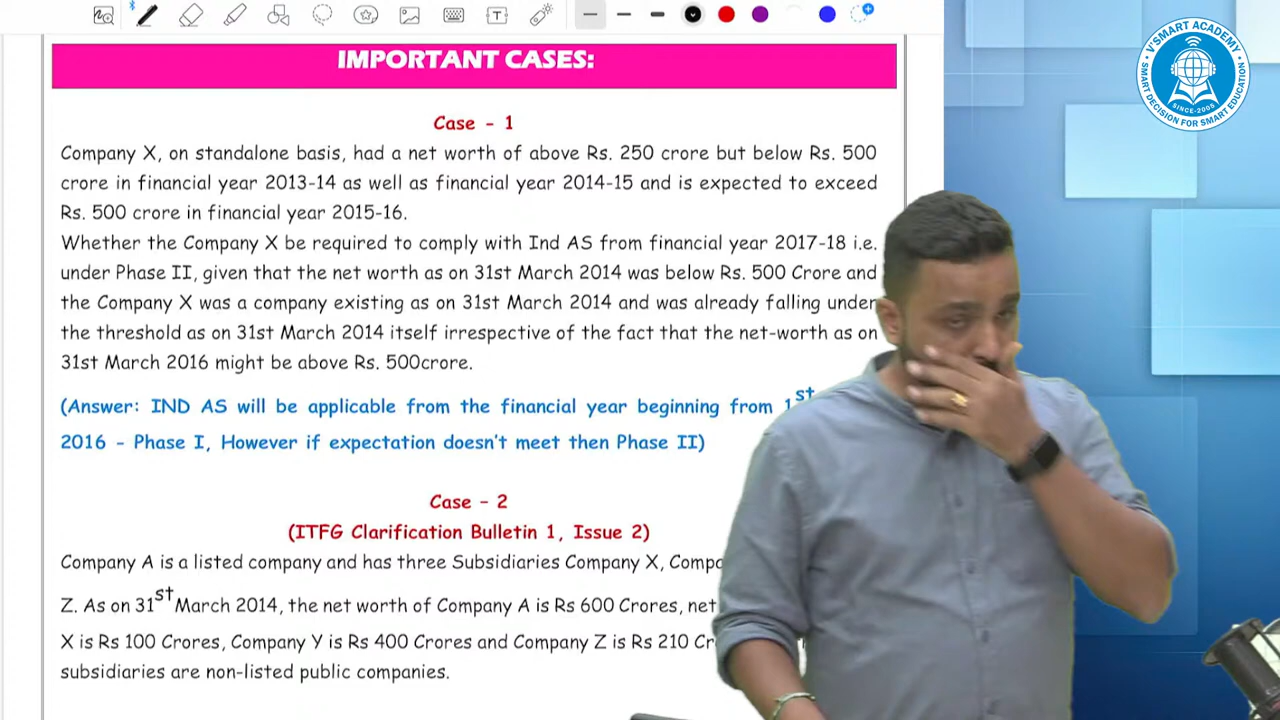 IMPORTANT CASES:
V'SMART ACADEMY
SMART DECISION FOR SMART EDUCATION
SINCE-2005
Case - 1
Company X, on standalone basis, had a net worth of above Rs. 250 crore but below Rs. 500
crore in financial year 2013-14 as well as financial year 2014-15 and is expected to exceed
Rs. 500 crore in financial year 2015-16.
Whether the Company X be required to comply with Ind AS from financial year 2017-18 i.e.
under Phase II, given that the net worth as on 31st March 2014 was below Rs. 500 Crore and
the Company X was a company existing as on 31st March 2014 and was already falling under
the threshold as on 31st March 2014 itself irrespective of the fact that the net-worth as on
31st March 2016 might be above Rs. 500crore.
(Answer: IND AS will be applicable from the financial year beginning from 1st
2016 - Phase I, However if expectation doesn't meet then Phase II)
Case - 2
(ITFG Clarification Bulletin 1, Issue 2)
Company A is a listed company and has three Subsidiaries Company X,
Z. As on 31st March 2014, the net worth of Company A is Rs 600 Crores, net
X is Rs 100 Crores, Company Y is Rs 400 Crores and Company Z is Rs 210
subsidiaries are non-listed public companies.